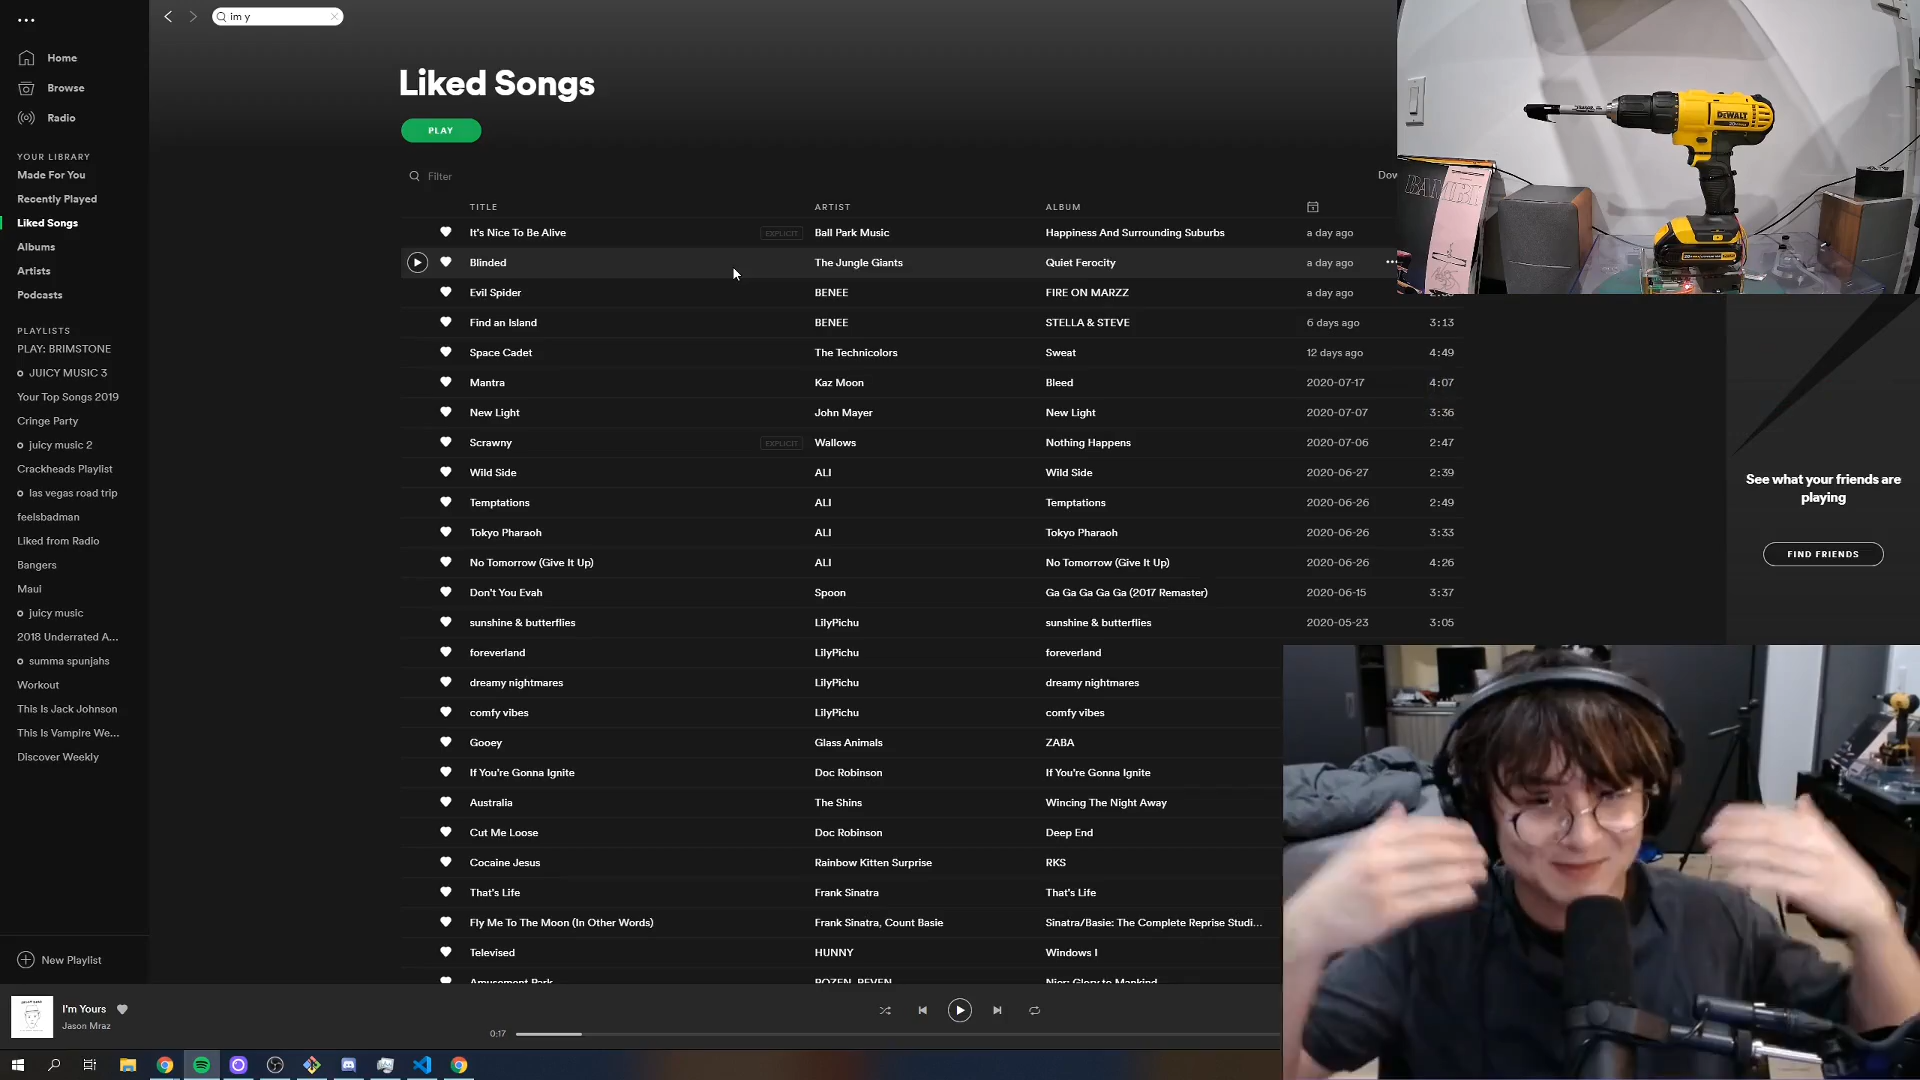 im y
Home
Browse
Radio
YOUR LIBRARY
Made For You
Recently Played
Liked Songs
Albums
Artists
Podcasts
PLAYLISTS
PLAY: BRIMSTONE
JUICY MUSIC 3
Your Top Songs 2019
Cringe Party
juicy music 2
Crackheads Playlist
las vegas road trip
feelsbadman
Liked from Radio
Bangers
Maui
juicy music
2018 Underrated A...
summa spunjahs
Workout
This Is Jack Johnson
This Is Vampire We...
Discover Weekly
New Playlist
Liked Songs
PLAY
Filter
Dow
TITLE ARTIST ALBUM
It's Nice To Be Alive EXPLICIT Ball Park Music Happiness And Surrounding Suburbs a day ago
Blinded The Jungle Giants Quiet Ferocity a day ago
Evil Spider BENEE FIRE ON MARZZ a day ago
Find an Island BENEE STELLA & STEVE 6 days ago 3:13
Space Cadet The Technicolors Sweat 12 days ago 4:49
Mantra Kaz Moon Bleed 2020-07-17 4:07
New Light John Mayer New Light 2020-07-07 3:36
Scrawny EXPLICIT Wallows Nothing Happens 2020-07-06 2:47
Wild Side ALI Wild Side 2020-06-27 2:39
Temptations ALI Temptations 2020-06-26 2:49
Tokyo Pharaoh ALI Tokyo Pharaoh 2020-06-26 3:33
No Tomorrow (Give It Up) ALI No Tomorrow (Give It Up) 2020-06-26 4:26
Don't You Evah Spoon Ga Ga Ga Ga Ga (2017 Remaster) 2020-06-15 3:37
sunshine & butterflies LilyPichu sunshine & butterflies 2020-05-23 3:05
foreverland LilyPichu foreverland
dreamy nightmares LilyPichu dreamy nightmares
comfy vibes LilyPichu comfy vibes
Gooey Glass Animals ZABA
If You're Gonna Ignite Doc Robinson If You're Gonna Ignite
Australia The Shins Wincing The Night Away
Cut Me Loose Doc Robinson Deep End
Cocaine Jesus Rainbow Kitten Surprise RKS
That's Life Frank Sinatra That's Life
Fly Me To The Moon (In Other Words) Frank Sinatra, Count Basie Sinatra/Basie: The Complete Reprise Studi...
Televised HUNNY Windows I
Amusement Park ROZEN, REVEN Nier: Glory to Mankind
DEWALT
BAMBI
See what your friends are
playing
FIND FRIENDS
I'm Yours
Jason Mraz
0:17